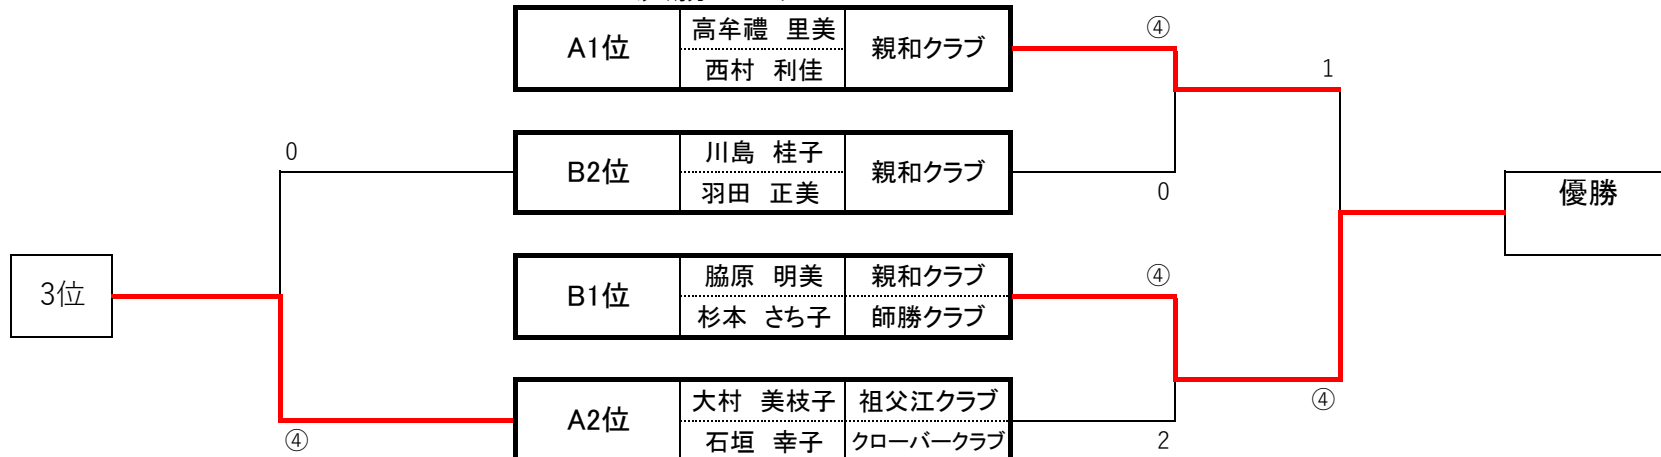 A1位 高牟禮 里美 親和クラブ ④
西村 利佳
1
B2位 川島 桂子 親和クラブ
羽田 正美
0
0
優勝
B1位 脇原 明美 親和クラブ ④
杉本 さち子 師勝クラブ
3位
A2位 大村 美枝子 祖父江クラブ ④
石垣 幸子 クローバークラブ
④
2